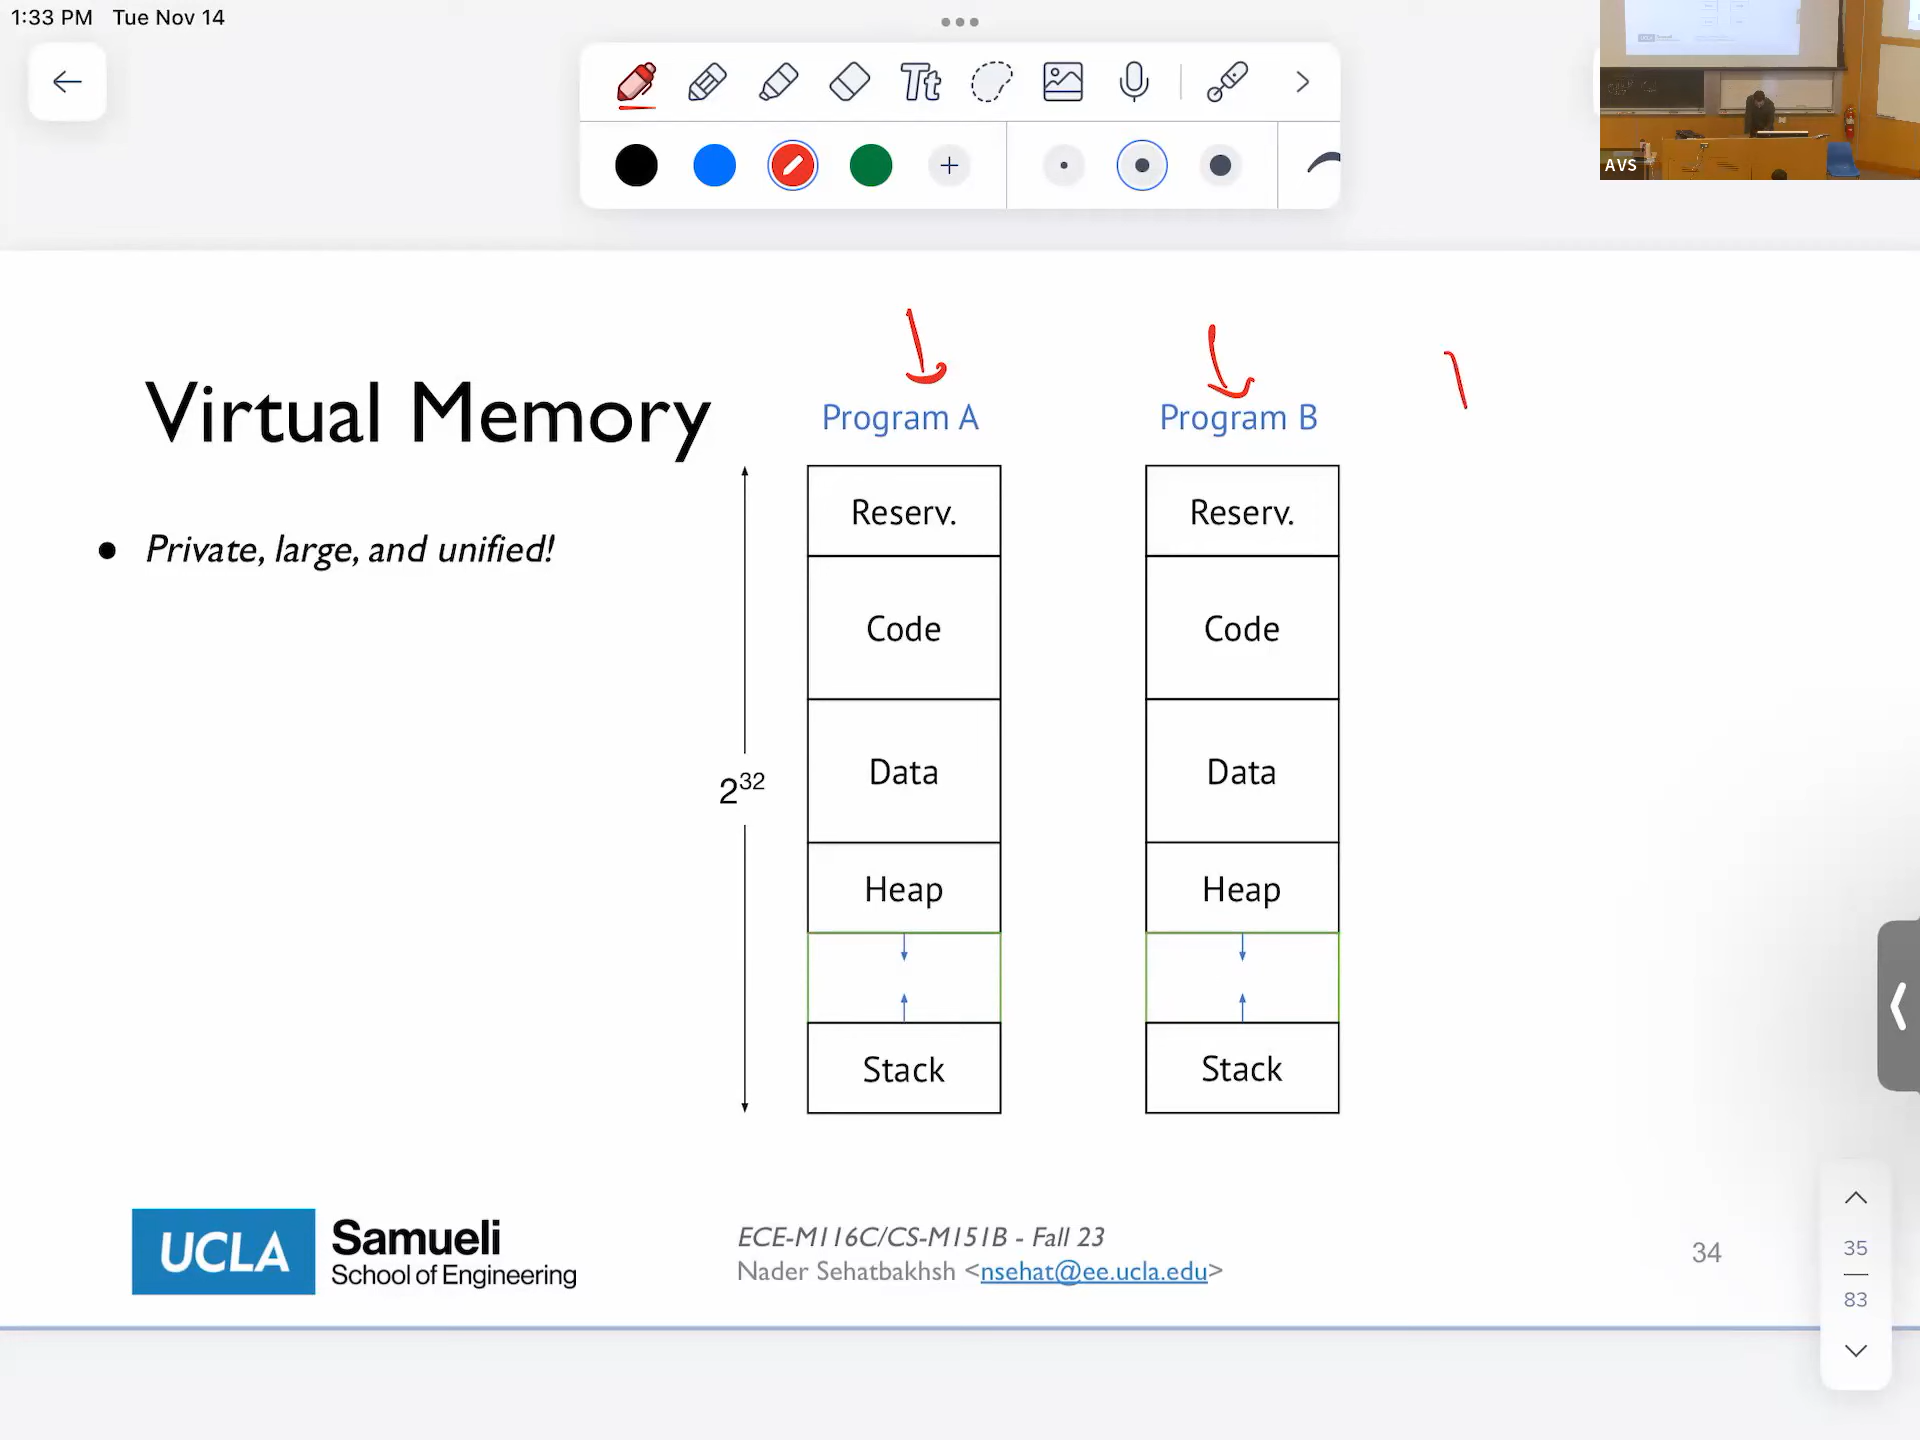 1:33 PM Tue Nov 14
Tt
AVS
Virtual Memory
Private, large, and unified!
Program A
Program B
Reserv.
Reserv.
Code
Code
Data
Data
2^32
Heap
Heap
Stack
Stack
UCLA Samueli
School of Engineering
ECE-M116C/CS-M151B - Fall 23
Nader Sehatbakhsh <nsehat@ee.ucla.edu>
34
35
83